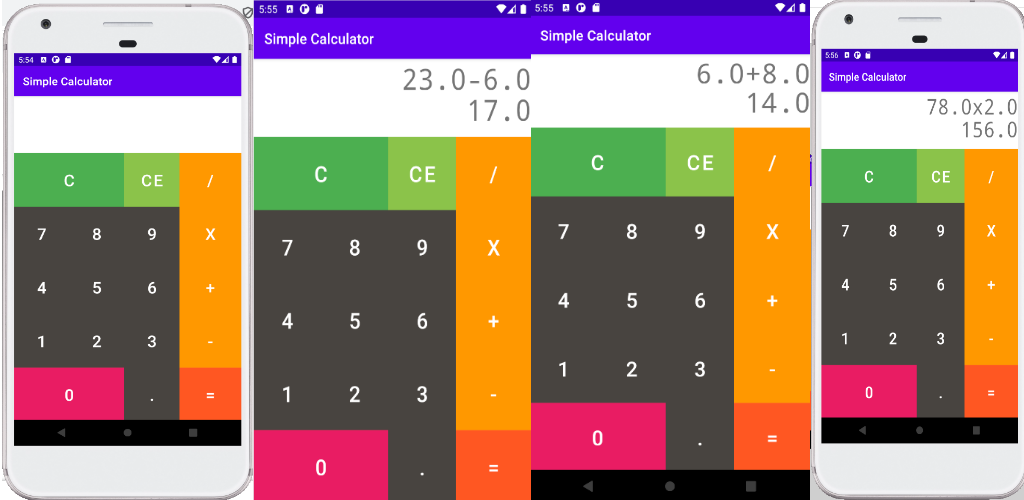 5:54
Simple Calculator
C CE /
7 8 9 X
4 5 6 +
1 2 3 -
0 . =
5:55
Simple Calculator
23.0-6.0
17.0
C CE /
7 8 9 X
4 5 6 +
1 2 3 -
0 . =
5:55
Simple Calculator
6.0+8.0
14.0
C CE /
7 8 9 X
4 5 6 +
1 2 3 -
0 . =
5:56
Simple Calculator
78.0x2.0
156.0
C CE /
7 8 9 X
4 5 6 +
1 2 3 -
0 . =